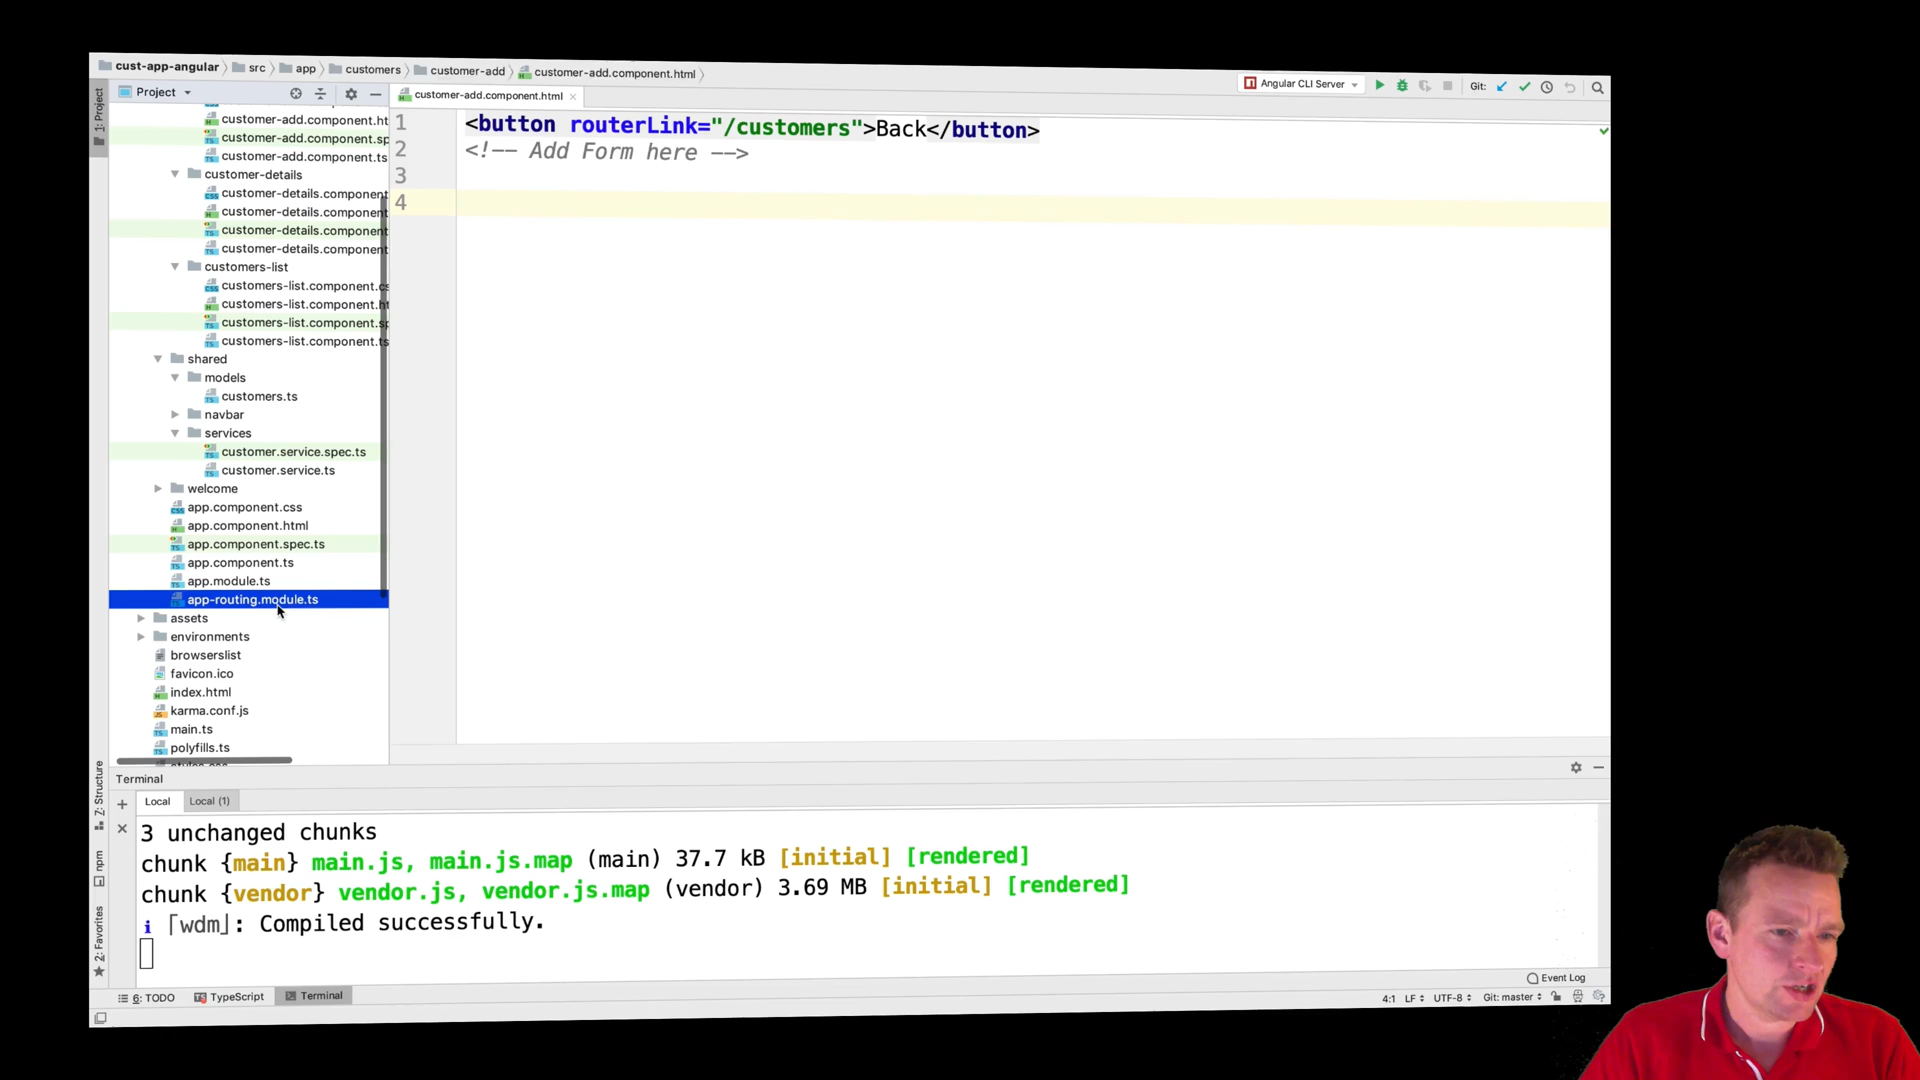 cust-app-angular src app customers customer-add customer-add.component.html
Angular CLI Server Git:
1: Project
Project
customer-add.component.html
customer-add.component.ht
customer-add.component.sp
customer-add.component.ts
customer-details
customer-details.component
customer-details.component
customer-details.component
customer-details.component
customers-list
customers-list.component.cs
customers-list.component.ht
customers-list.component.sp
customers-list.component.ts
shared
models
customers.ts
navbar
services
customer.service.spec.ts
customer.service.ts
welcome
app.component.css
app.component.html
app.component.spec.ts
app.component.ts
app.module.ts
app-routing.module.ts
assets
environments
browserslist
favicon.ico
index.html
karma.conf.js
main.ts
polyfills.ts
1 <button routerLink="/customers">Back</button>
2 <!-- Add Form here -->
3
4
7: Structure
npm
2: Favorites
Terminal
Local Local (1)
3 unchanged chunks
chunk {main} main.js, main.js.map (main) 37.7 kB [initial] [rendered]
chunk {vendor} vendor.js, vendor.js.map (vendor) 3.69 MB [initial] [rendered]
i ｢wdm｣: Compiled successfully.
Event Log
6: TODO TypeScript Terminal
4:1 LF UTF-8 Git: master